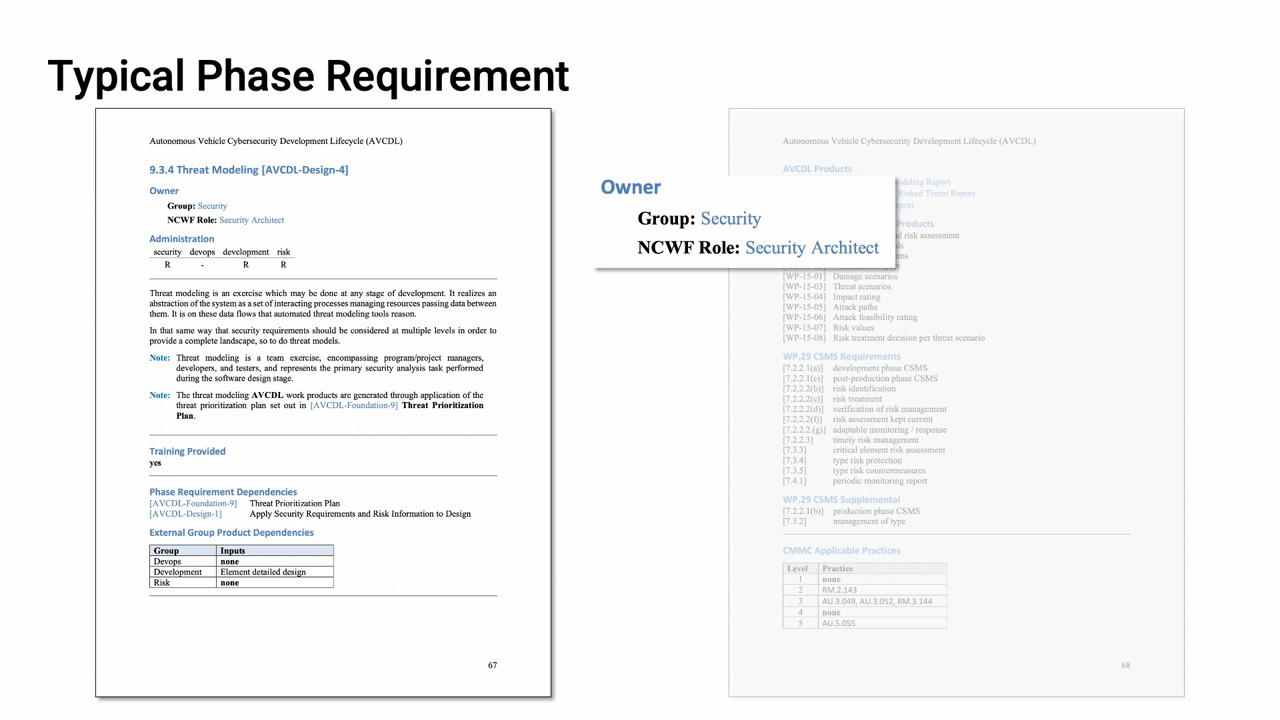 Typical Phase Requirement
Autonomous Vehicle Cybersecurity Development Lifecycle (AVCDL)
9.3.4 Threat Modeling [AVCDL-Design-4]
Owner
Group: Security
NCWF Role: Security Architect
Administration
security devops development risk
R - R R
Threat modeling is an exercise which may be done at any stage of development. It realizes an
abstraction of the system as a set of interacting processes managing resources passing data between
them. It is on these data flows that automated threat modeling tools reason.
In that same way that security requirements should be considered at multiple levels in order to
provide a complete landscape, so to do threat models.
Note: Threat modeling is a team exercise, encompassing program/project managers,
developers, and testers, and represents the primary security analysis task performed
during the software design stage.
Note: The threat modeling AVCDL work products are generated through application of the
threat prioritization plan set out in [AVCDL-Foundation-9] Threat Prioritization
Plan.
Training Provided
yes
Phase Requirement Dependencies
[AVCDL-Foundation-9] Threat Prioritization Plan
[AVCDL-Design-1] Apply Security Requirements and Risk Information to Design
External Group Product Dependencies
Group Inputs
Devops none
Development Element detailed design
Risk none
67
Owner
Group: Security
NCWF Role: Security Architect
Autonomous Vehicle Cybersecurity Development Lifecycle (AVCDL)
AVCDL Products
Report
Risked Threat Report
Products
risk assessment
[WP-15-01] Damage scenarios
[WP-15-03] Threat scenarios
[WP-15-04] Impact rating
[WP-15-05] Attack paths
[WP-15-06] Attack feasibility rating
[WP-15-07] Risk values
[WP-15-08] Risk treatment decision per threat scenario
WP.29 CSMS Requirements
[7.2.2.1(a)] development phase CSMS
[7.2.2.1(c)] post-production phase CSMS
[7.2.2.2(b)] risk identification
[7.2.2.2(c)] risk treatment
[7.2.2.2(d)] verification of risk management
[7.2.2.2(f)] risk assessment kept current
[7.2.2.2.(g)] adaptable monitoring / response
[7.2.2.3] timely risk management
[7.3.3] critical element risk assessment
[7.3.4] type risk protection
[7.3.5] type risk countermeasures
[7.4.1] periodic monitoring report
WP.29 CSMS Supplemental
[7.2.2.1(b)] production phase CSMS
[7.3.2] management of type
CMMC Applicable Practices
Level Practice
1 none
2 RM.2.143
3 AU.3.049, AU.3.052, RM.3.144
4 none
5 AU.5.055
68